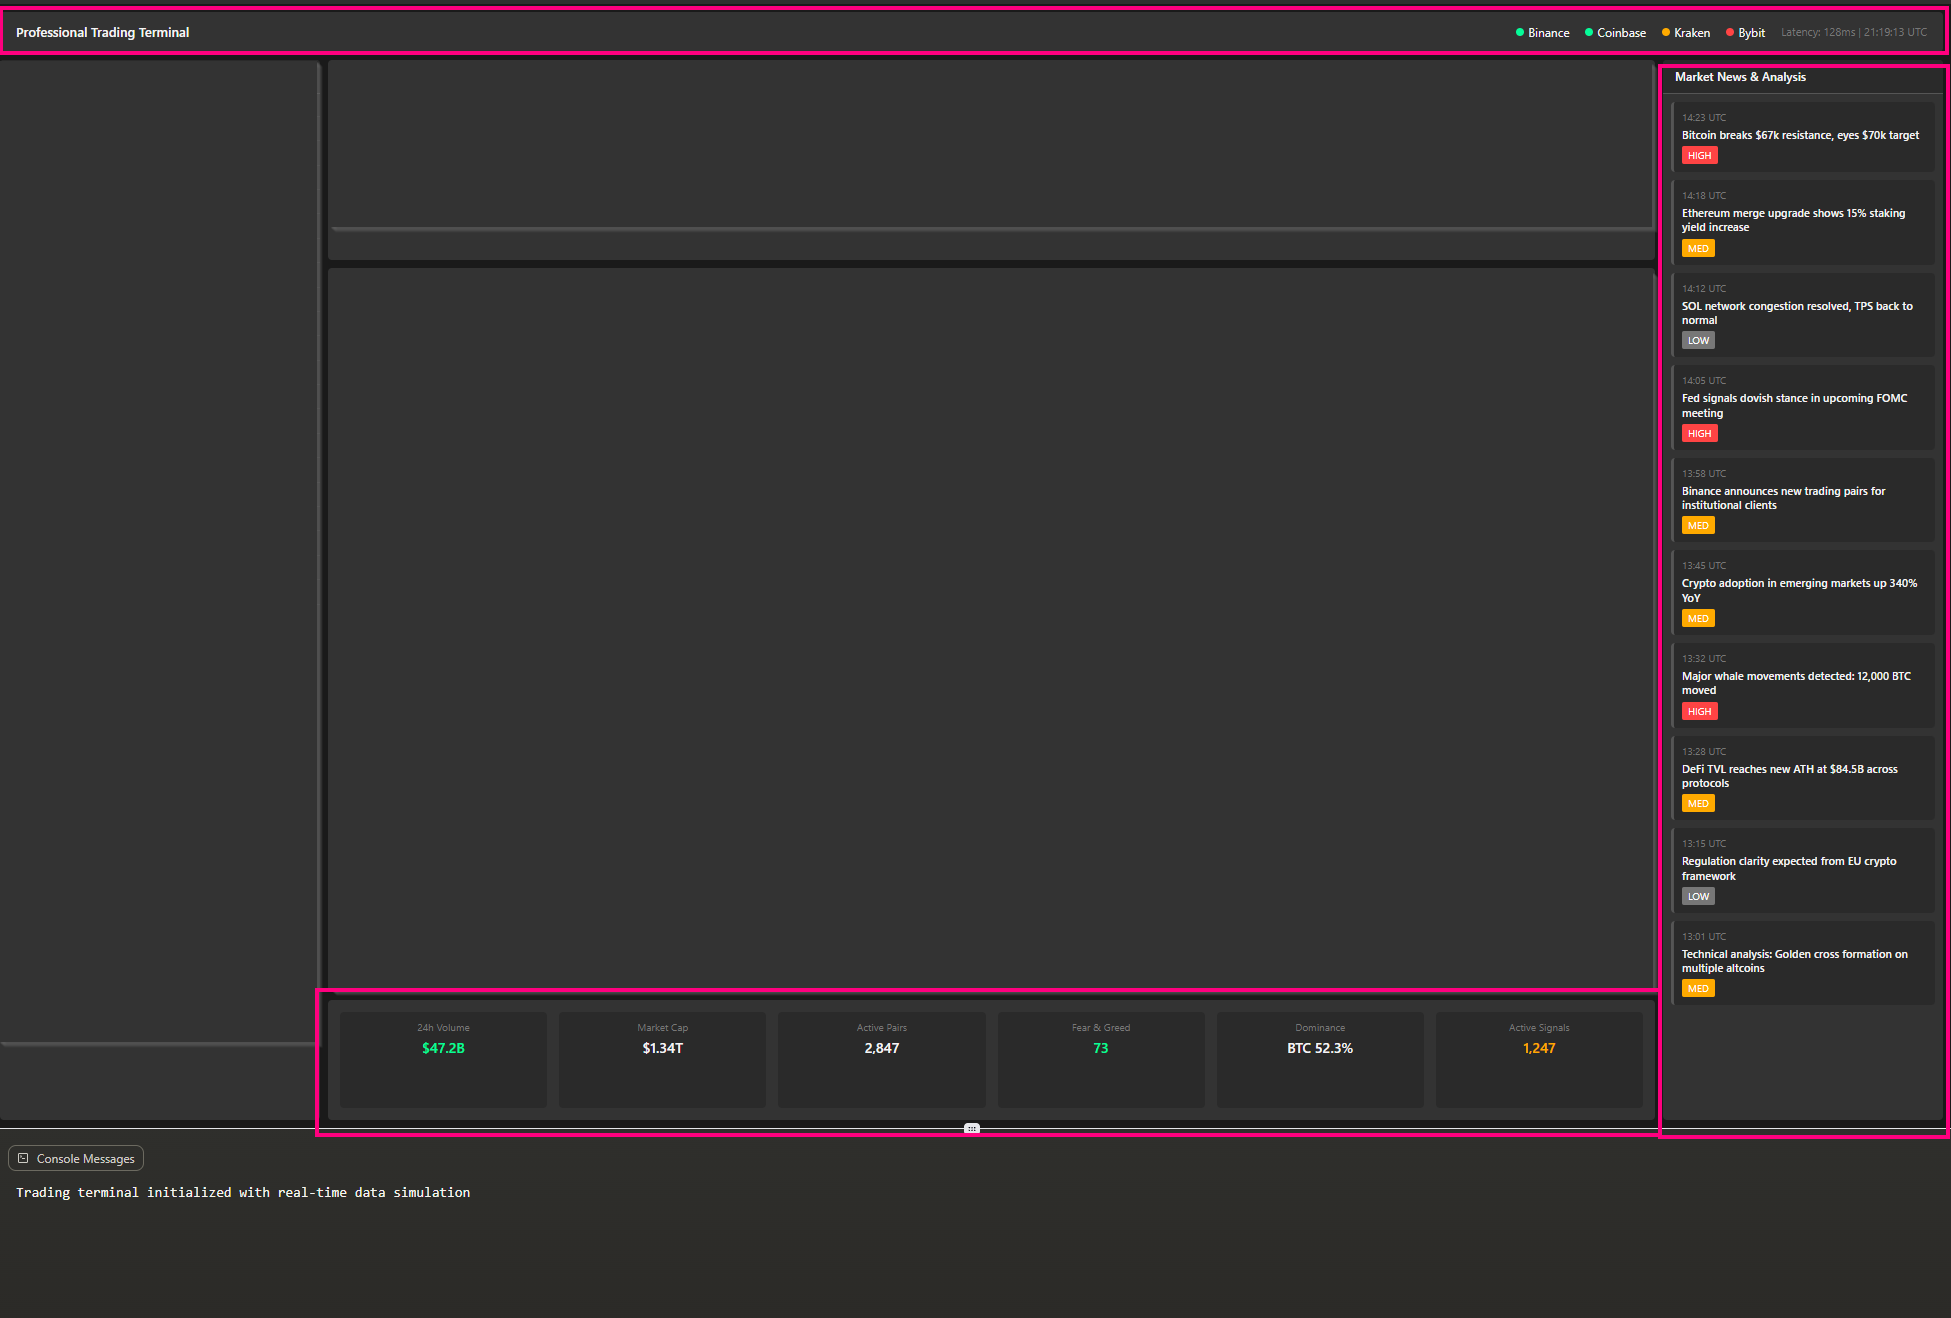 Professional Trading Terminal
Binance Coinbase Kraken Bybit Latency: 128ms | 21:19:13 UTC
Market News & Analysis
14:23 UTC
Bitcoin breaks $67k resistance, eyes $70k target
HIGH
14:18 UTC
Ethereum merge upgrade shows 15% staking
yield increase
MED
14:12 UTC
SOL network congestion resolved, TPS back to
normal
LOW
14:05 UTC
Fed signals dovish stance in upcoming FOMC
meeting
HIGH
13:58 UTC
Binance announces new trading pairs for
institutional clients
MED
13:45 UTC
Crypto adoption in emerging markets up 340%
YoY
MED
13:32 UTC
Major whale movements detected: 12,000 BTC
moved
HIGH
13:28 UTC
DeFi TVL reaches new ATH at $84.5B across
protocols
MED
13:15 UTC
Regulation clarity expected from EU crypto
framework
LOW
13:01 UTC
Technical analysis: Golden cross formation on
multiple altcoins
MED
24h Volume
$47.2B
Market Cap
$1.34T
Active Pairs
2,847
Fear & Greed
73
Dominance
BTC 52.3%
Active Signals
1,247
Console Messages
Trading terminal initialized with real-time data simulation